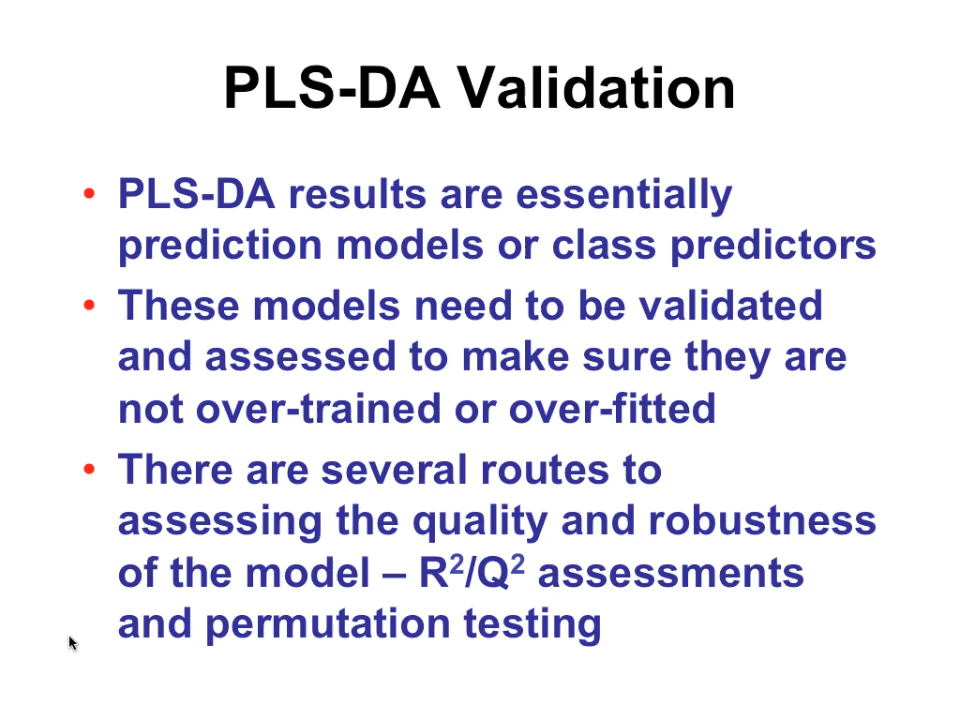 PLS-DA Validation
• PLS-DA results are essentially
prediction models or class predictors
• These models need to be validated
and assessed to make sure they are
not over-trained or over-fitted
• There are several routes to
assessing the quality and robustness
of the model – R²/Q² assessments
and permutation testing